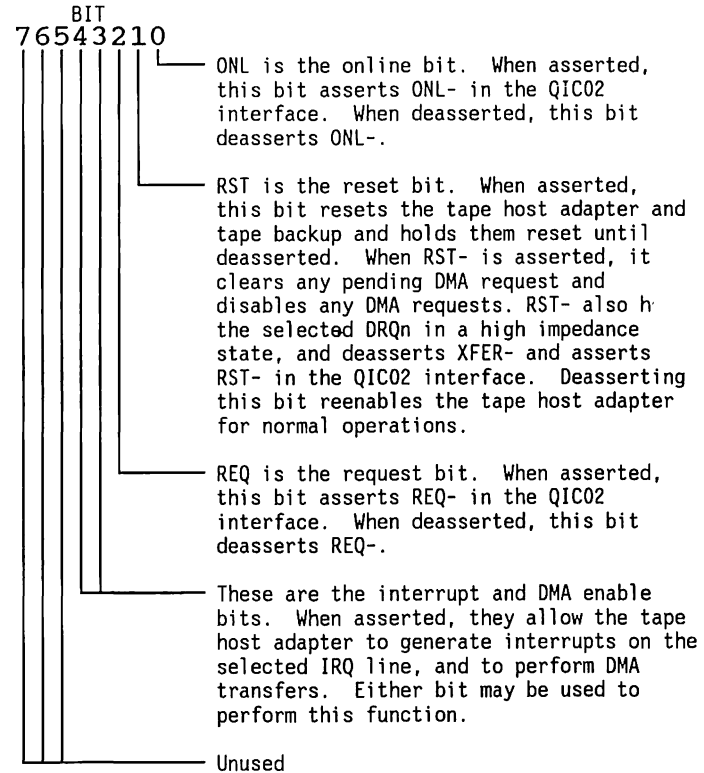 BIT
76543210
ONL is the online bit. When asserted,
this bit asserts ONL- in the QIC02
interface. When deasserted, this bit
deasserts ONL-.
RST is the reset bit. When asserted,
this bit resets the tape host adapter and
tape backup and holds them reset until
deasserted. When RST- is asserted, it
clears any pending DMA request and
disables any DMA requests. RST- also
the selected DRQn in a high impedance
state, and deasserts XFER- and asserts
RST- in the QIC02 interface. Deasserting
this bit reenables the tape host adapter
for normal operations.
REQ is the request bit. When asserted,
this bit asserts REQ- in the QIC02
interface. When deasserted, this bit
deasserts REQ-.
These are the interrupt and DMA enable
bits. When asserted, they allow the tape
host adapter to generate interrupts on the
selected IRQ line, and to perform DMA
transfers. Either bit may be used to
perform this function.
Unused